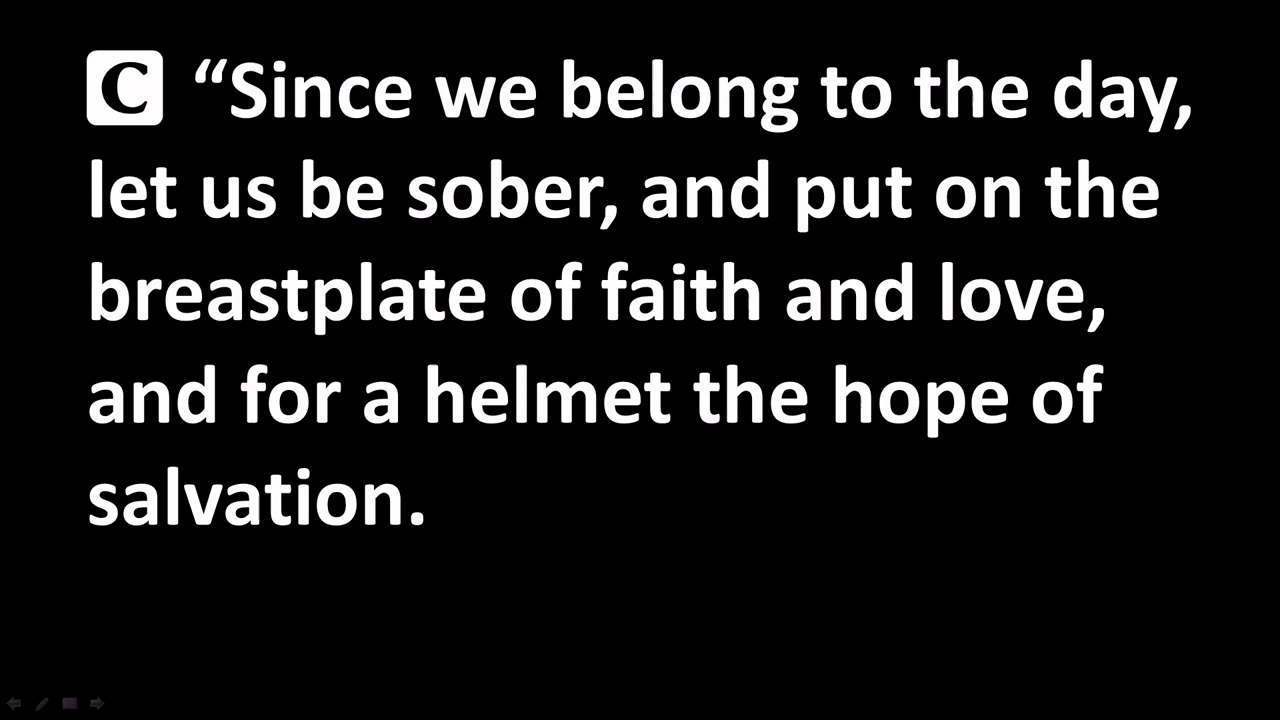 C “Since we belong to the day,
let us be sober, and put on the
breastplate of faith and love,
and for a helmet the hope of
salvation.